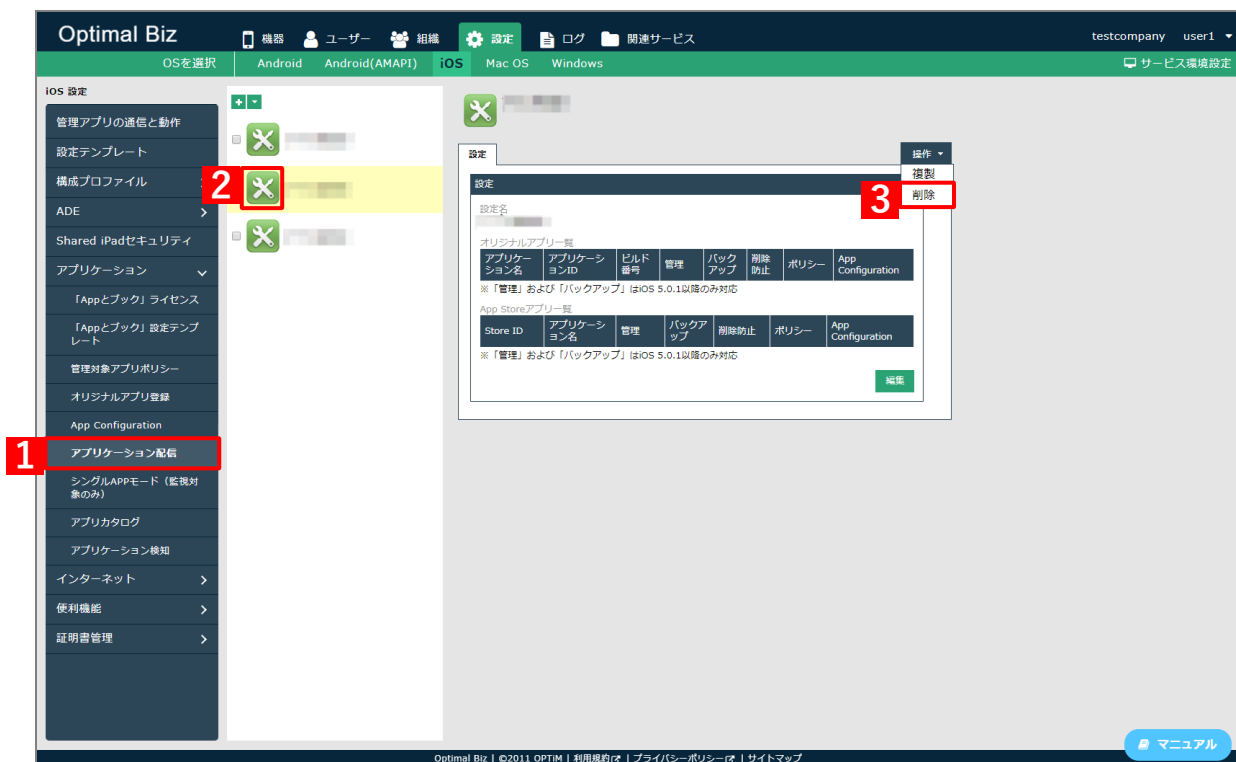 Optimal Biz
機器 ユーザー 組織 設定 ログ 関連サービス
testcompany user1
OSを選択 Android Android(AMAPI) iOS Mac OS Windows サービス環境設定
iOS 設定
管理アプリの通信と動作
設定テンプレート
構成プロファイル
ADE
Shared iPadセキュリティ
アプリケーション
「Appとブック」ライセンス
「Appとブック」設定テンプ
レート
管理対象アプリポリシー
オリジナルアプリ登録
App Configuration
1
アプリケーション配信
シングルAPPモード（監視対
象のみ）
アプリカタログ
アプリケーション検知
インターネット
便利機能
証明書管理
2
設定
操作
複製
3
削除
設定
設定名
オリジナルアプリ一覧
アプリケー
ション名
アプリケーシ
ョンID
ビルド
番号
管理
バック
アップ
削除
防止
ポリシー
App
Configuration
※「管理」および「バックアップ」はiOS 5.0.1以降のみ対応
App Storeアプリ一覧
Store ID
アプリケーシ
ョン名
管理
バックア
ップ
削除防止
ポリシー
App
Configuration
※「管理」および「バックアップ」はiOS 5.0.1以降のみ対応
編集
マニュアル
Optimal Biz | ©2011 OPTiM | 利用規約 | プライバシーポリシー | サイトマップ